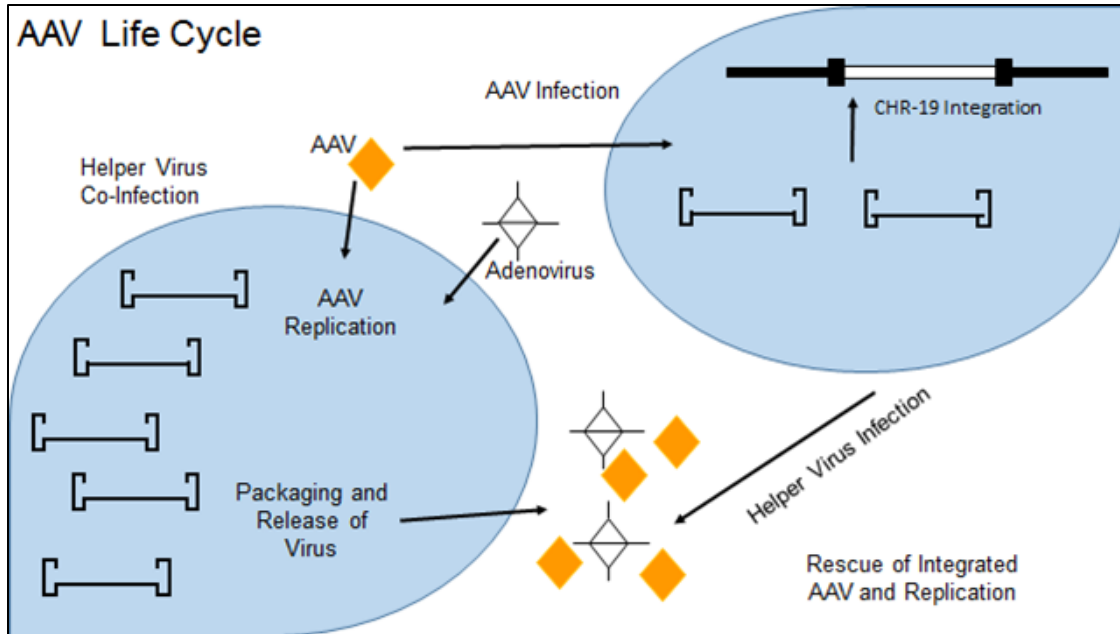 AAV Life Cycle
AAV Infection
CHR-19 Integration
AAV
Helper Virus
Co-Infection
Adenovirus
AAV
Replication
Packaging and
Release of
Virus
Helper Virus Infection
Rescue of Integrated
AAV and Replication